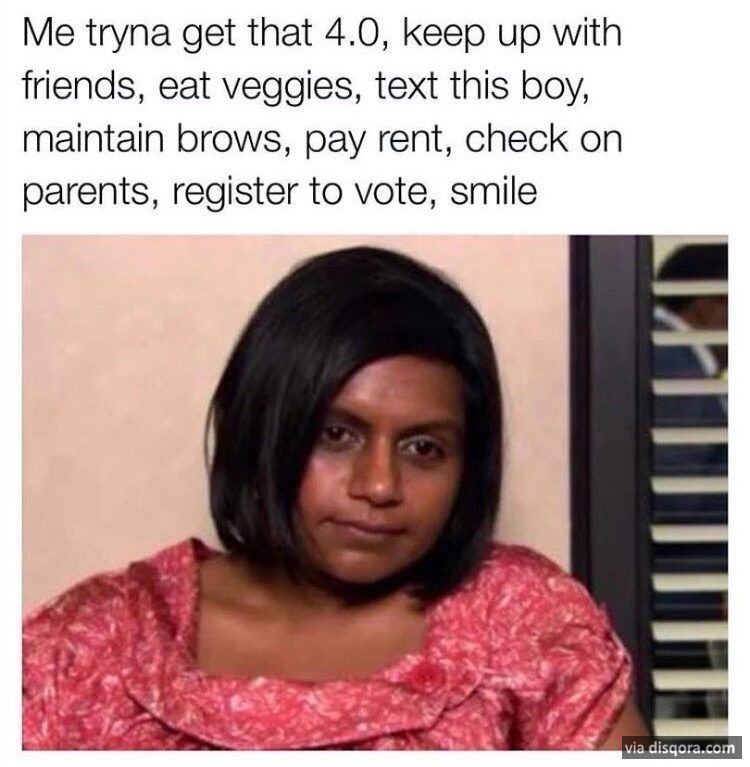 Me tryna get that 4.0, keep up with
friends, eat veggies, text this boy,
maintain brows, pay rent, check on
parents, register to vote, smile
via disqora.com